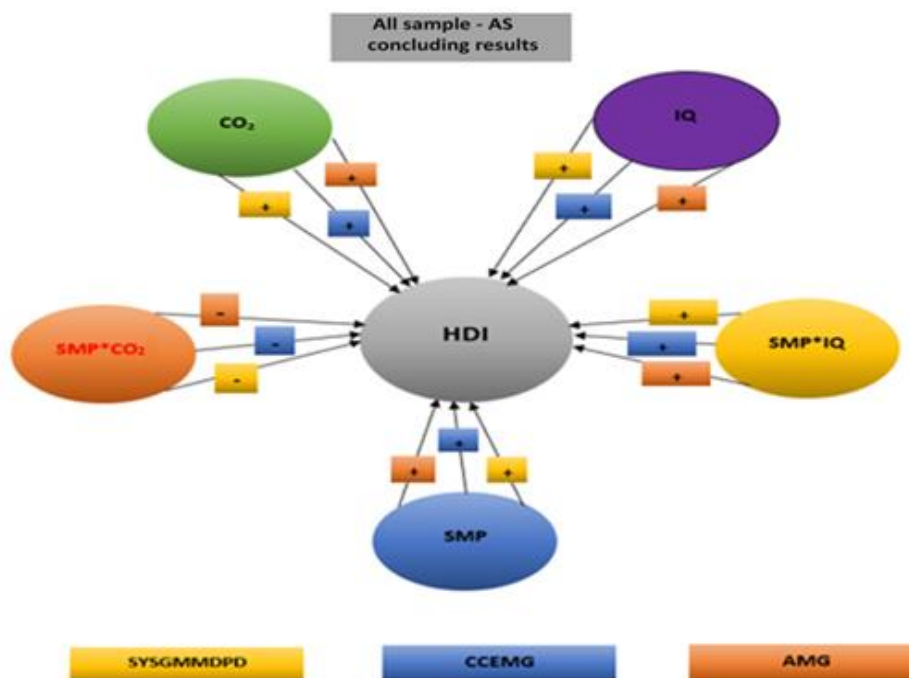 All sample - AS
concluding results
CO₂
IQ
+
+
+
+
+
+
HDI
SMP*CO₂
-
-
-
SMP*IQ
+
+
+
+
+
+
SMP
SYSGMMDPD
CCEMG
AMG